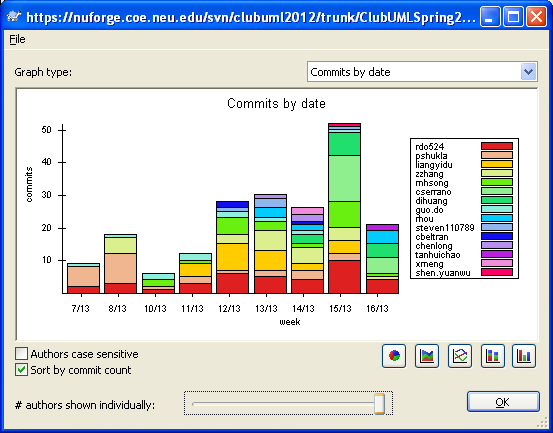 https://nuforge.coe.neu.edu/svn/clubuml2012/trunk/ClubUMLSpring2...
File
Graph type:
Commits by date
Commits by date
commits
50
40
30
20
10
7/13 8/13 10/13 11/13 12/13 13/13 14/13 15/13 16/13
week
rdo524
pshukla
liangyidu
zzhang
mhsong
cserrano
dihuang
guo.do
rhou
steven110789
cbeltran
chenlong
tanhuichao
xmeng
shen.yuanwu
Authors case sensitive
Sort by commit count
# authors shown individually:
OK